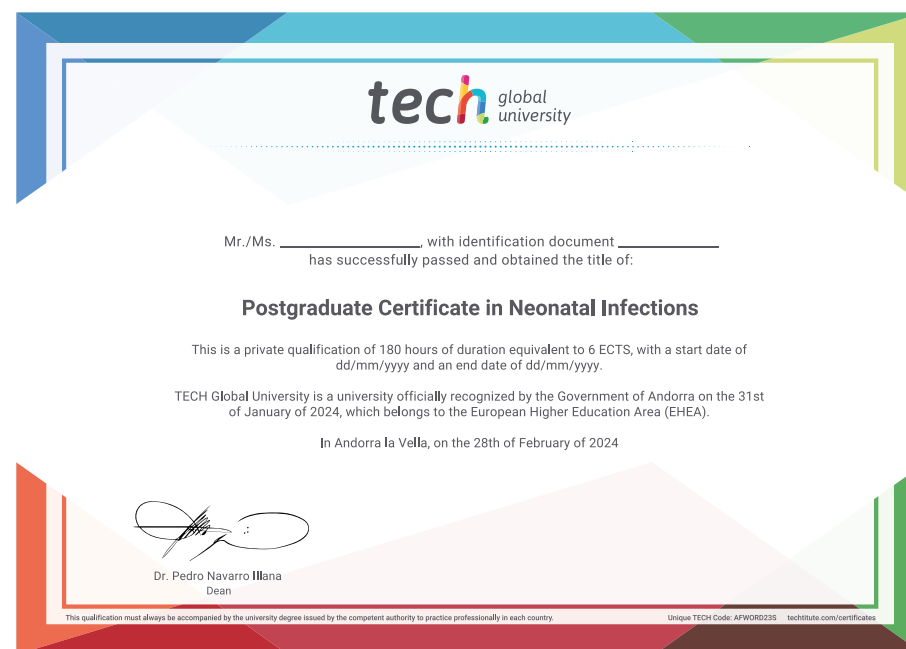 tech global university
Mr./Ms. ____________________, with identification document ______________
has successfully passed and obtained the title of:
Postgraduate Certificate in Neonatal Infections
This is a private qualification of 180 hours of duration equivalent to 6 ECTS, with a start date of
dd/mm/yyyy and an end date of dd/mm/yyyy.
TECH Global University is a university officially recognized by the Government of Andorra on the 31st
of January of 2024, which belongs to the European Higher Education Area (EHEA).
In Andorra la Vella, on the 28th of February of 2024
Dr. Pedro Navarro Illana
Dean
This qualification must always be accompanied by the university degree issued by the competent authority to practice professionally in each country.
Unique TECH Code: AFWORD23S techtitute.com/certificates